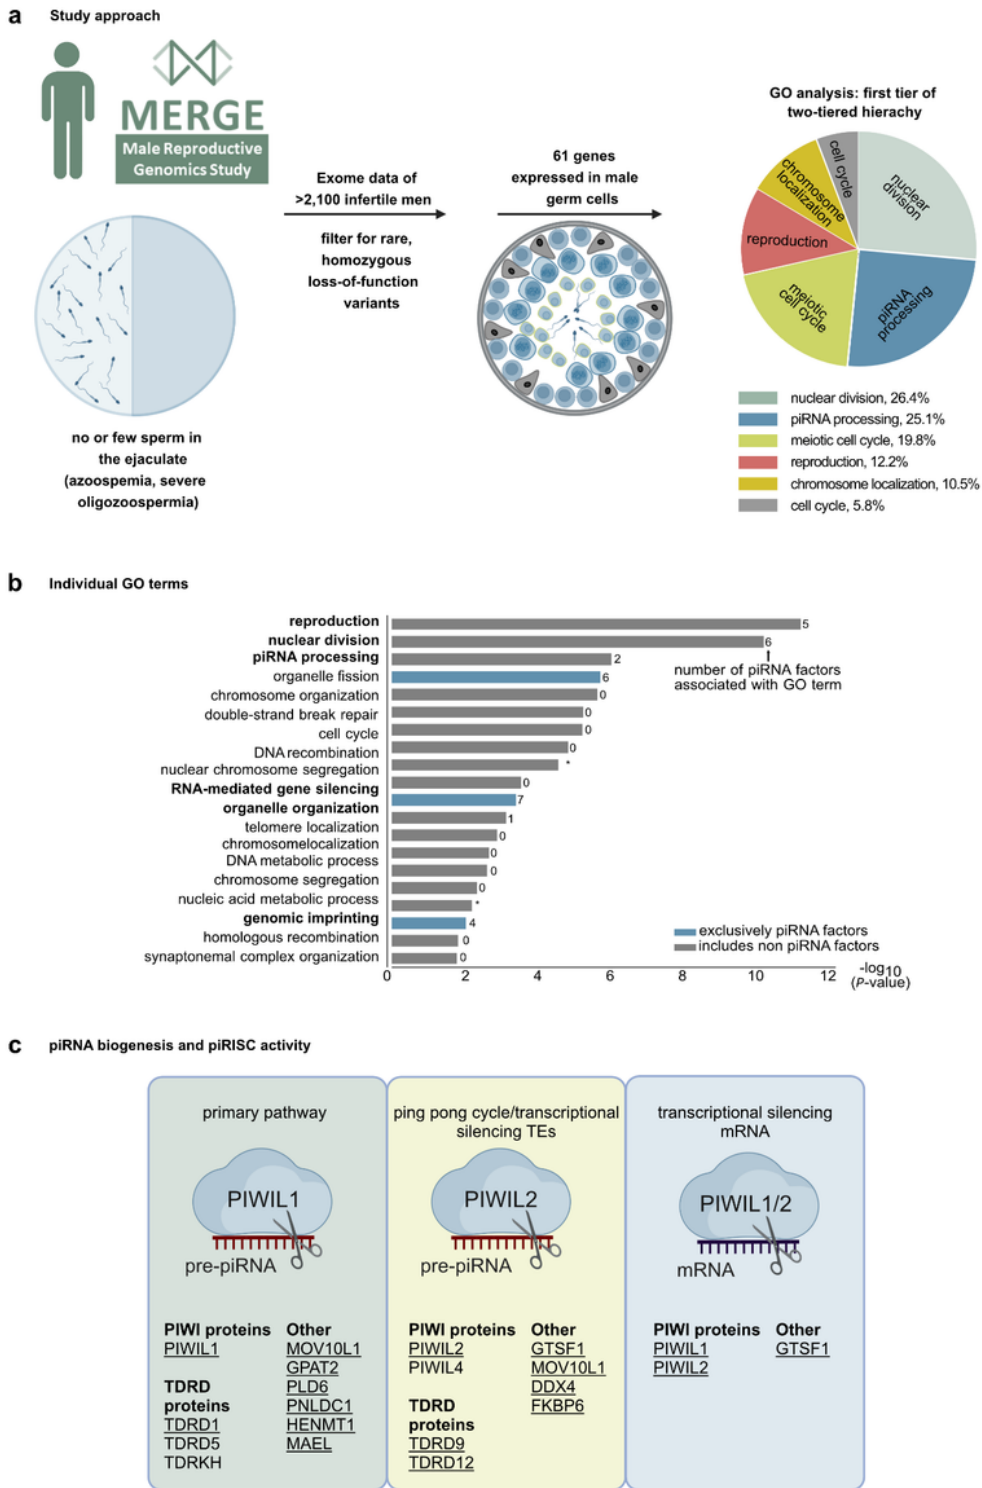 a Study approach
MERGE
Male Reproductive
Genomics Study
no or few sperm in
the ejaculate
(azoospemia, severe
oligozoospermia)
Exome data of
>2,100 infertile men
filter for rare,
homozygous
loss-of-function
variants
61 genes
expressed in male
germ cells
GO analysis: first tier of
two-tiered hierachy
cell cycle
chromosome
localization
nuclear
division
reproduction
meiotic
cell cycle
piRNA
processing
nuclear division, 26.4%
piRNA processing, 25.1%
meiotic cell cycle, 19.8%
reproduction, 12.2%
chromosome localization, 10.5%
cell cycle, 5.8%
b Individual GO terms
reproduction 5
nuclear division 6
piRNA processing 2
organelle fission 6
chromosome organization 0
double-strand break repair 0
cell cycle 0
DNA recombination 0
nuclear chromosome segregation *
RNA-mediated gene silencing 0
organelle organization 7
telomere localization 1
chromosomelocalization 0
DNA metabolic process 0
chromosome segregation 0
nucleic acid metabolic process 0
genomic imprinting *
homologous recombination 4
synaptonemal complex organization 0
0
number of piRNA factors
associated with GO term
exclusively piRNA factors
includes non piRNA factors
0 2 4 6 8 10 12
-log10
(P-value)
c piRNA biogenesis and piRISC activity
primary pathway
PIWIL1
pre-piRNA
PIWI proteins
PIWIL1
TDRD
proteins
TDRD1
TDRD5
TDRKH
Other
MOV10L1
GPAT2
PLD6
PNLDC1
HENMT1
MAEL
ping pong cycle/transcriptional
silencing TEs
PIWIL2
pre-piRNA
PIWI proteins
PIWIL2
PIWIL4
TDRD
proteins
TDRD9
TDRD12
Other
GTSF1
MOV10L1
DDX4
FKBP6
transcriptional silencing
mRNA
PIWIL1/2
mRNA
PIWI proteins
PIWIL1
PIWIL2
Other
GTSF1